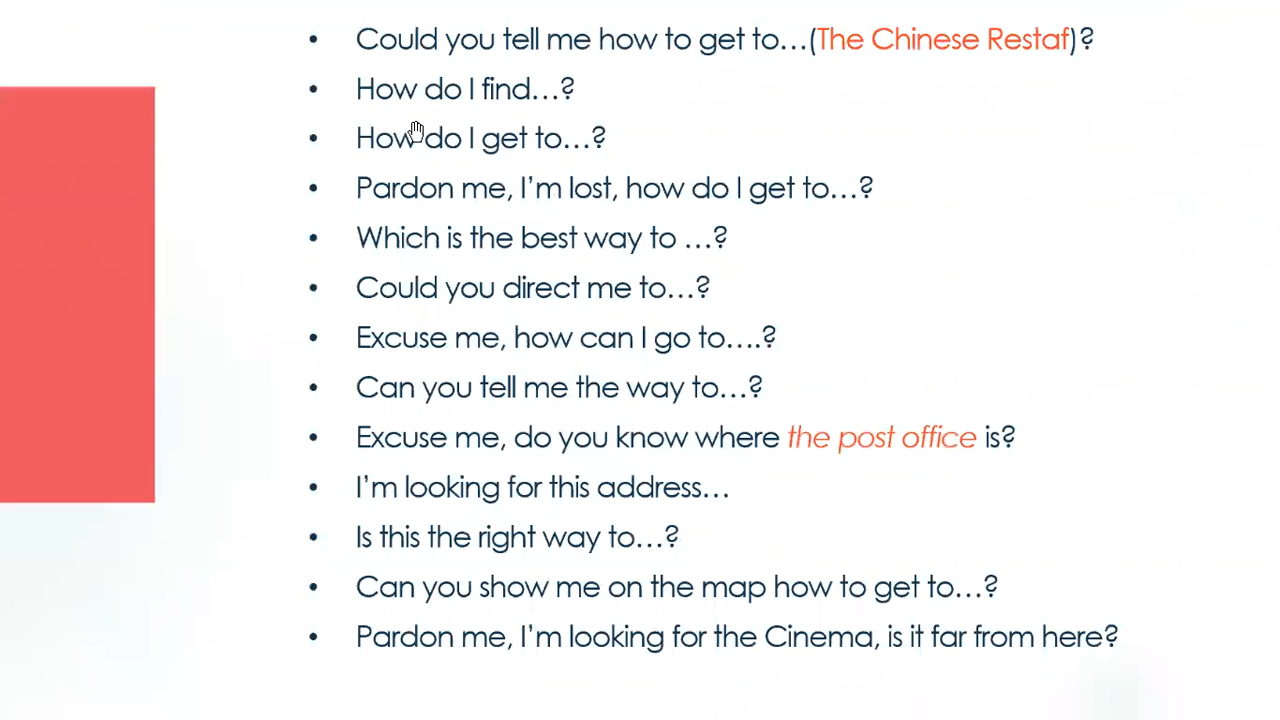 • Could you tell me how to get to…(The Chinese Restaf)?
• How do I find…?
• How do I get to…?
• Pardon me, I'm lost, how do I get to…?
• Which is the best way to …?
• Could you direct me to…?
• Excuse me, how can I go to….?
• Can you tell me the way to…?
• Excuse me, do you know where the post office is?
• I'm looking for this address…
• Is this the right way to…?
• Can you show me on the map how to get to…?
• Pardon me, I'm looking for the Cinema, is it far from here?